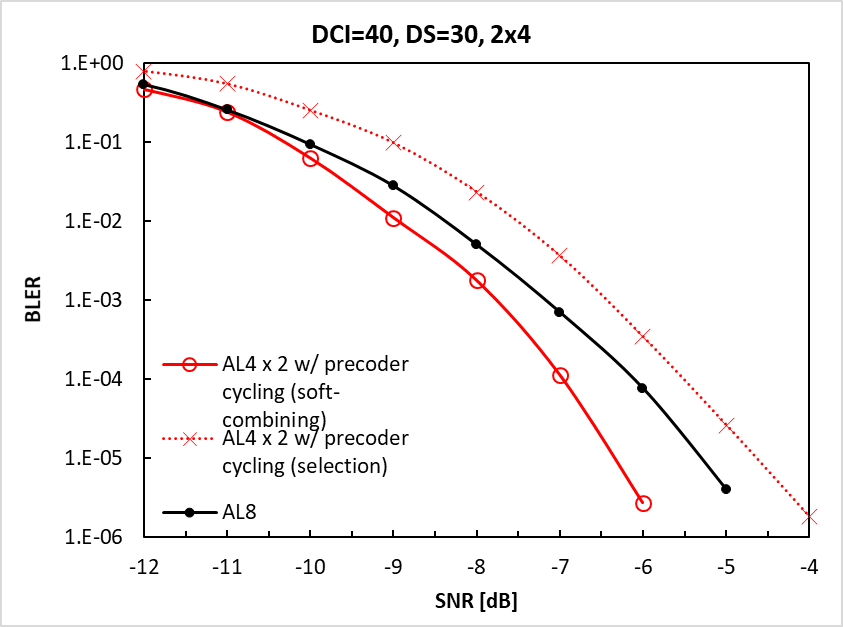 DCI=40, DS=30, 2x4
1.E+00
1.E-01
1.E-02
1.E-03
1.E-04
1.E-05
1.E-06
BLER
AL4 x 2 w/ precoder
cycling (soft-
combining)
AL4 x 2 w/ precoder
cycling (selection)
AL8
-12 -11 -10 -9 -8 -7 -6 -5 -4
SNR [dB]